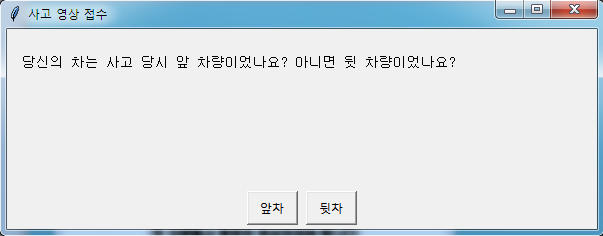 사고 영상 접수
당신의 차는 사고 당시 앞 차량이었나요? 아니면 뒷 차량이었나요?
앞차 뒷차